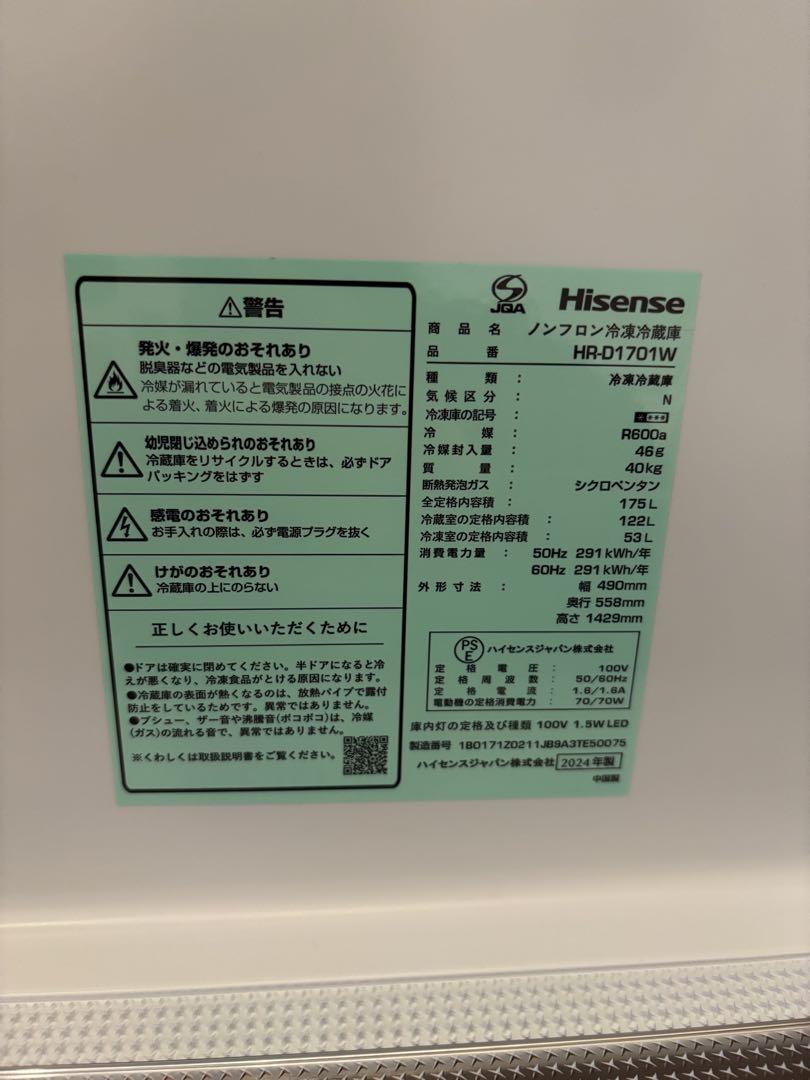 警告
発火・爆発のおそれあり
脱臭器などの電気製品を入れない
冷媒が漏れていると電気製品の接点の火花に
よる着火、着火による爆発の原因になります。
幼児閉じ込められのおそれあり
冷蔵庫をリサイクルするときは、必ずドア
パッキングをはずす
感電のおそれあり
お手入れの際は、必ず電源プラグを抜く
けがのおそれあり
冷蔵庫の上にのらない
正しくお使いいただくために
●ドアは確実に閉めてください。半ドアになると冷
えが悪くなり、冷凍食品がとける原因になります。
●冷蔵庫の表面が熱くなるのは、放熱パイプで露付
防止をしているためです。異常ではありません。
●プシュー、ザー音や沸騰音(ポコポコ)は、冷媒
(ガス)の流れる音で、異常ではありません。
※くわしくは取扱説明書をご覧ください。
JQA
Hisense
商品名 ノンフロン冷凍冷蔵庫
品番 HR-D1701W
種類： 冷凍冷蔵庫
気候区分： N
冷凍庫の記号：
冷媒： R600a
冷媒封入量： 46g
質量： 40kg
断熱発泡ガス： シクロペンタン
全定格内容積： 175L
冷蔵室の定格内容積： 122L
冷凍室の定格内容積： 53L
消費電力量： 50Hz 291kWh/年
60Hz 291kWh/年
外形寸法： 幅 490mm
奥行 558mm
高さ 1429mm
PSE ハイセンスジャパン株式会社
定格電圧： 100V
定格周波数： 50/60Hz
定格電流： 1.6/1.6A
電動機の定格消費電力： 70/70W
庫内灯の定格及び種類 100V 1.5W LED
製造番号 1B0171Z0211JB9A3TE50075
ハイセンスジャパン株式会社 2024年製
中国製